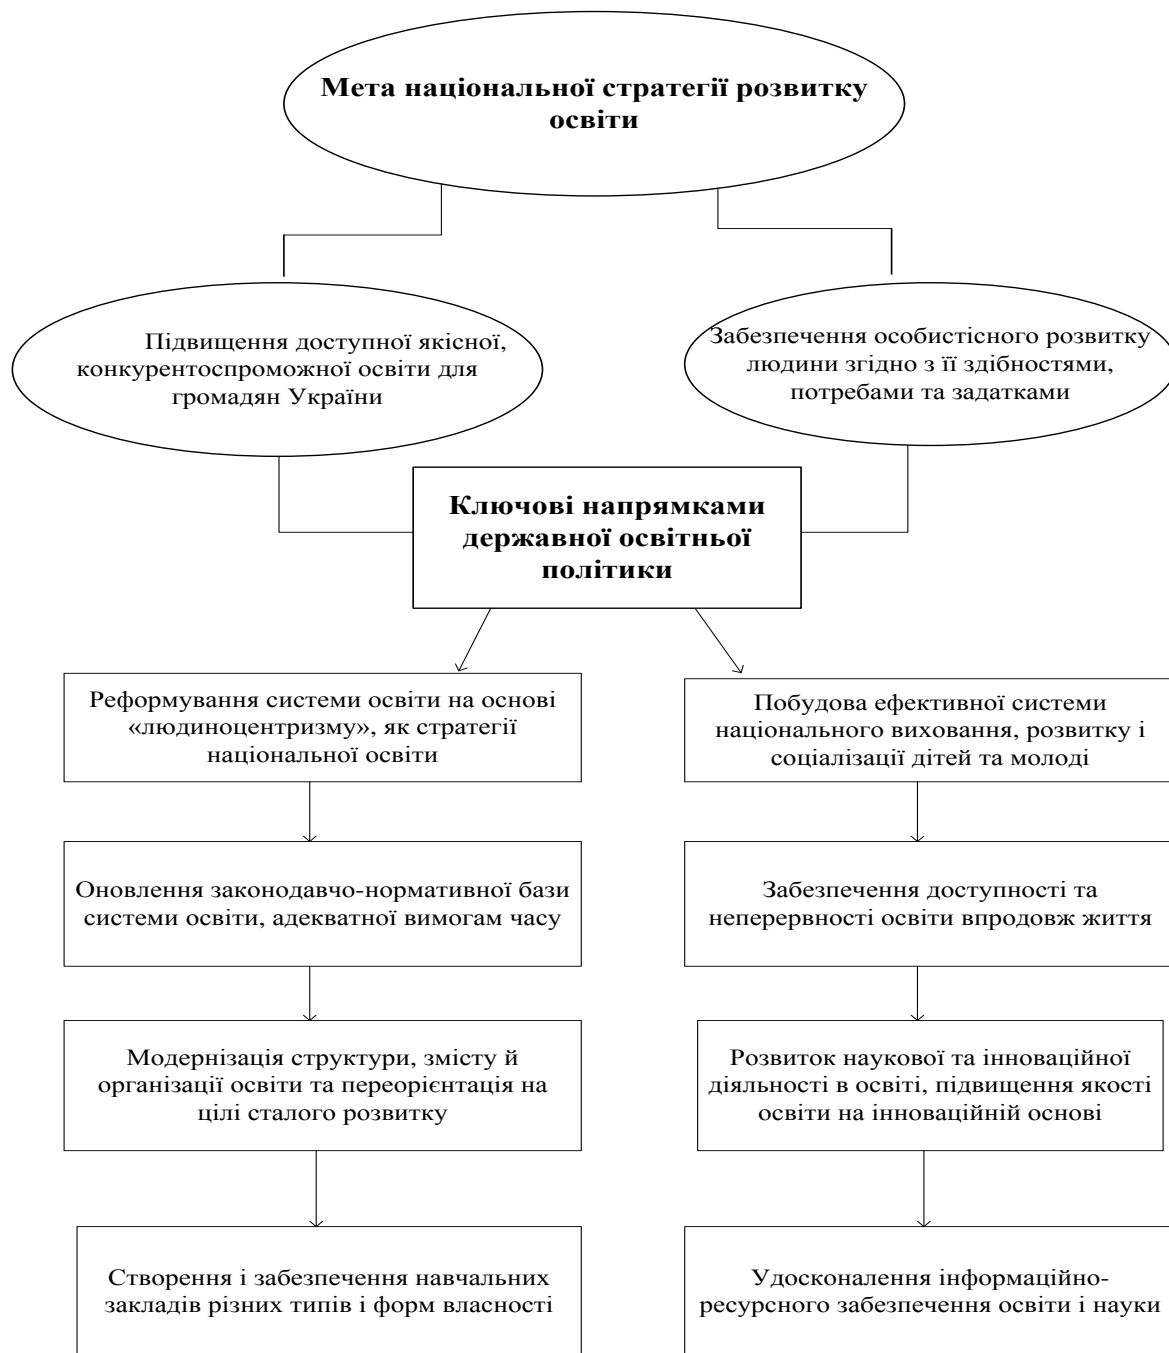 Мета національної стратегії розвитку
освіти
Підвищення доступної якісної,
конкурентоспроможної освіти для
громадян України
Забезпечення особистісного розвитку
людини згідно з її здібностями,
потребами та задатками
Ключові напрямками
державної освітньої
політики
Реформування системи освіти на основі
«людиноцентризму», як стратегії
національної освіти
Оновлення законодавчо-нормативної бази
системи освіти, адекватної вимогам часу
Модернізація структури, змісту й
організації освіти та переорієнтація на
цілі сталого розвитку
Створення і забезпечення навчальних
закладів різних типів і форм власності
Побудова ефективної системи
національного виховання, розвитку і
соціалізації дітей та молоді
Забезпечення доступності та
неперервності освіти впродовж життя
Розвиток наукової та інноваційної
діяльності в освіті, підвищення якості
освіти на інноваційній основі
Удосконалення інформаційно-
ресурсного забезпечення освіти і науки